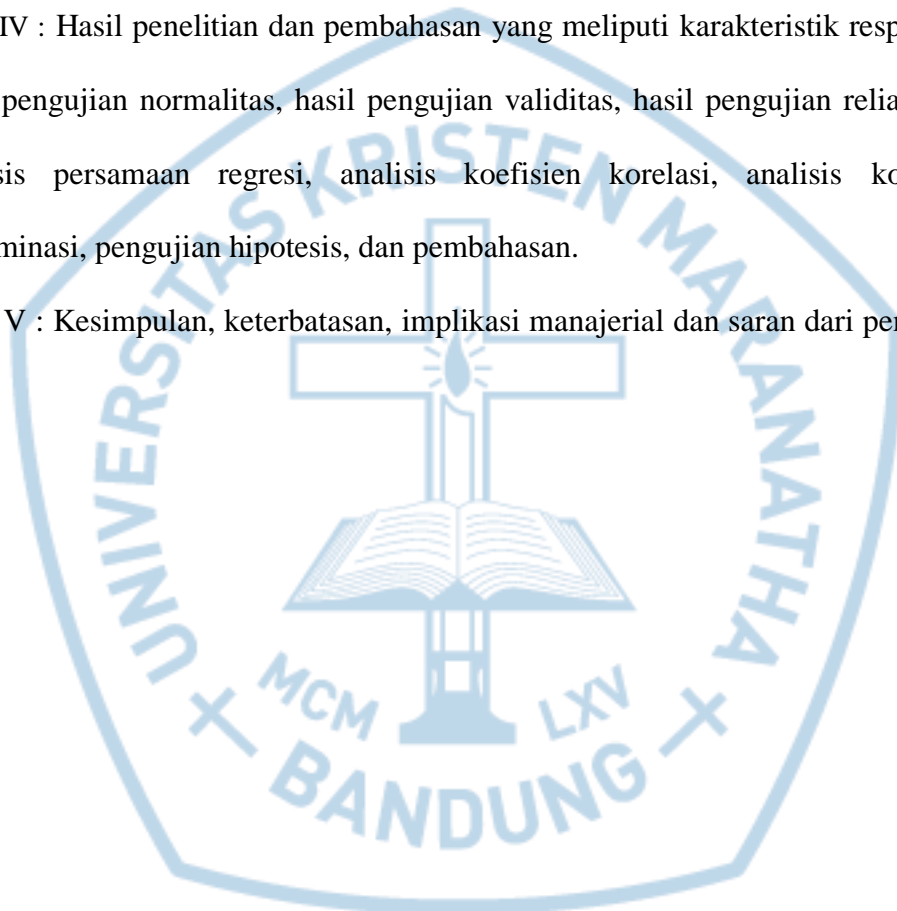 IV : Hasil penelitian dan pembahasan yang meliputi karakteristik resp
pengujian normalitas, hasil pengujian validitas, hasil pengujian relia
sis persamaan regresi, analisis koefisien korelasi, analisis ko
minasi, pengujian hipotesis, dan pembahasan.
V : Kesimpulan, keterbatasan, implikasi manajerial dan saran dari pe
UNIVERSITAS KRISTEN MARANATHA
MCM LXV
BANDUNG